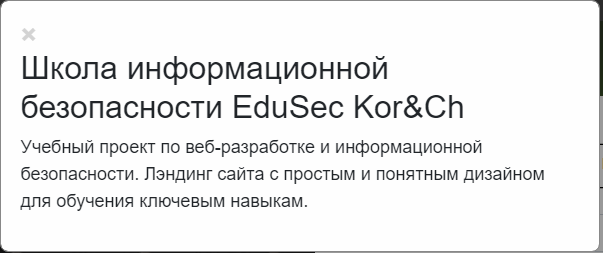 Школа информационной
безопасности EduSec Kor&Ch
Учебный проект по веб-разработке и информационной
безопасности. Лэндинг сайта с простым и понятным дизайном
для обучения ключевым навыкам.